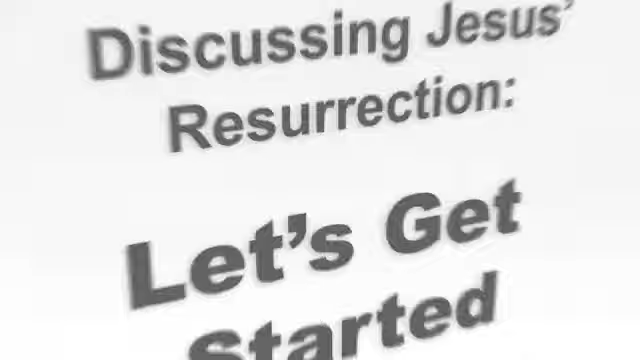 Discussing Jesus’
Resurrection:
Let’s Get
Started